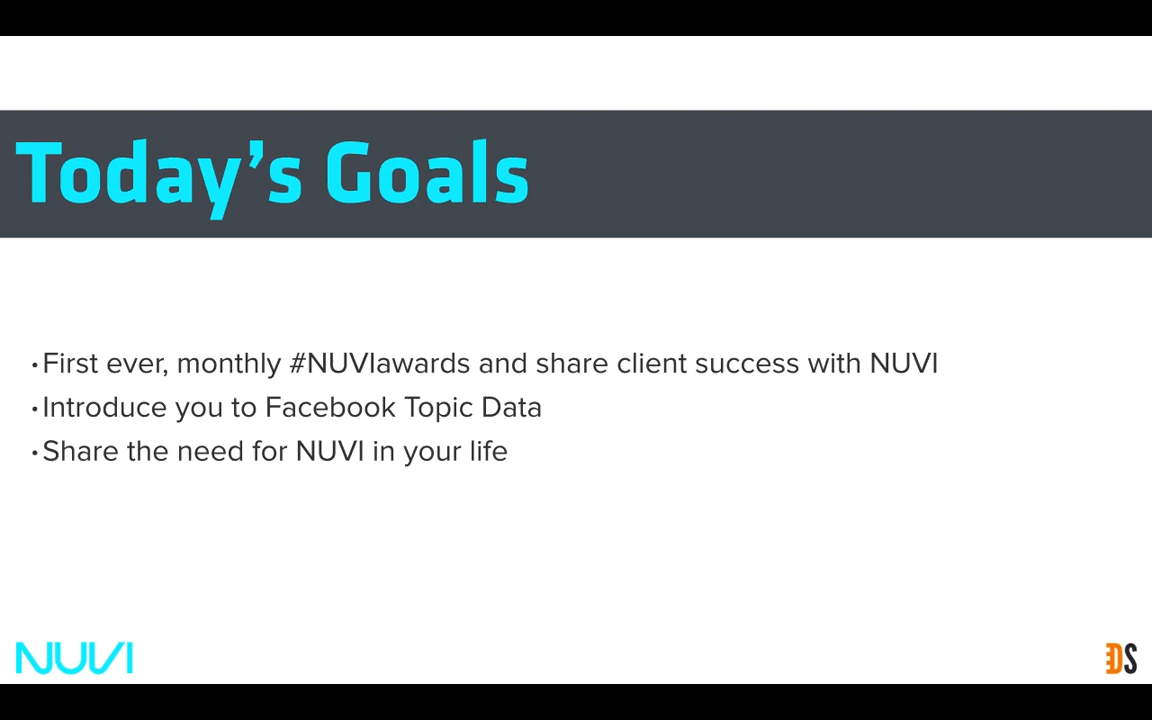 Today's Goals
•First ever, monthly #NUVIawards and share client success with NUVI
•Introduce you to Facebook Topic Data
•Share the need for NUVI in your life
NUVI
DS